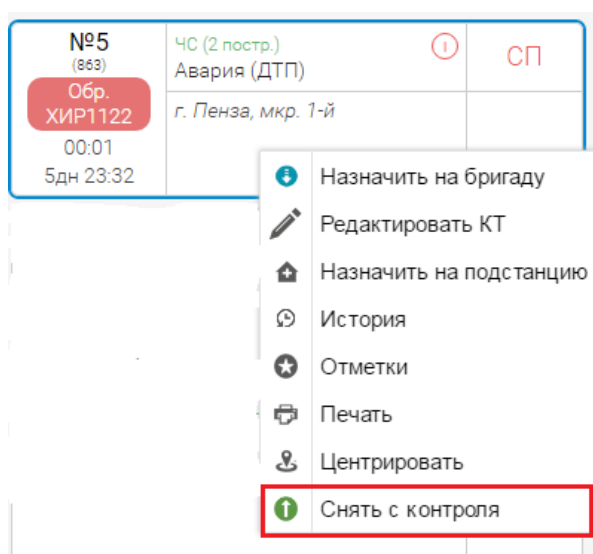 №5
(863)
Обр.
ХИР1122
00:01
5дн 23:32
ЧС (2 постр.)
Авария (ДТП)
I
СП
г. Пенза, мкр. 1-й
Назначить на бригаду
Редактировать КТ
Назначить на подстанцию
История
Отметки
Печать
Центрировать
Снять с контроля